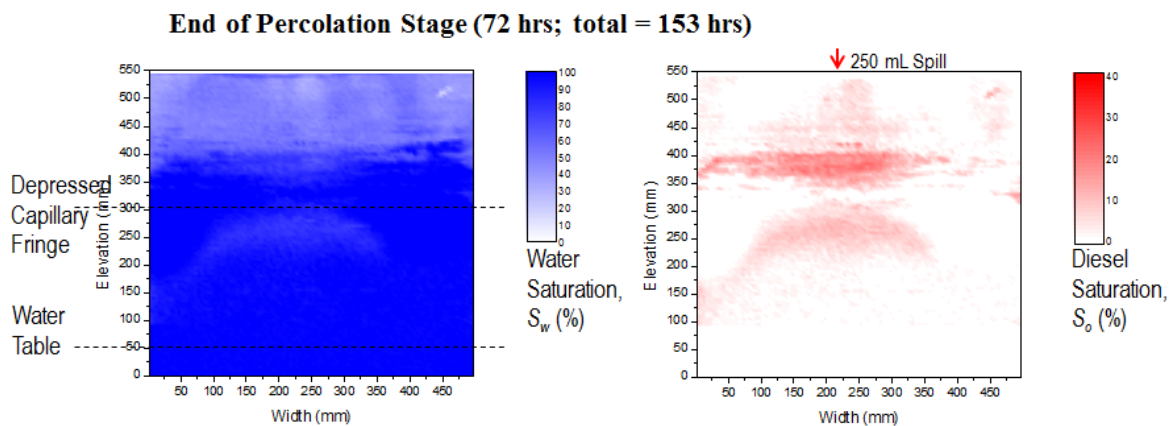 End of Percolation Stage (72 hrs; total = 153 hrs)
250 mL Spill
550
500
450
400
350
300
250
200
150
100
50
0
Elevation (mm)
50 100 150 200 250 300 350 400 450
Width (mm)
Depressed
Capillary
Fringe
Water
Table
100
90
80
70
60
50
40
30
20
10
0
Water
Saturation,
Sw (%)
550
500
450
400
350
300
250
200
150
100
50
0
Elevation (mm)
50 100 150 200 250 300 350 400 450
Width (mm)
40
30
20
10
0
Diesel
Saturation,
So (%)